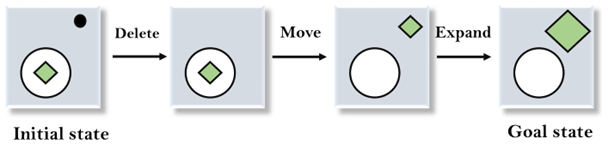 Delete
Move
Expand
Initial state
Goal state